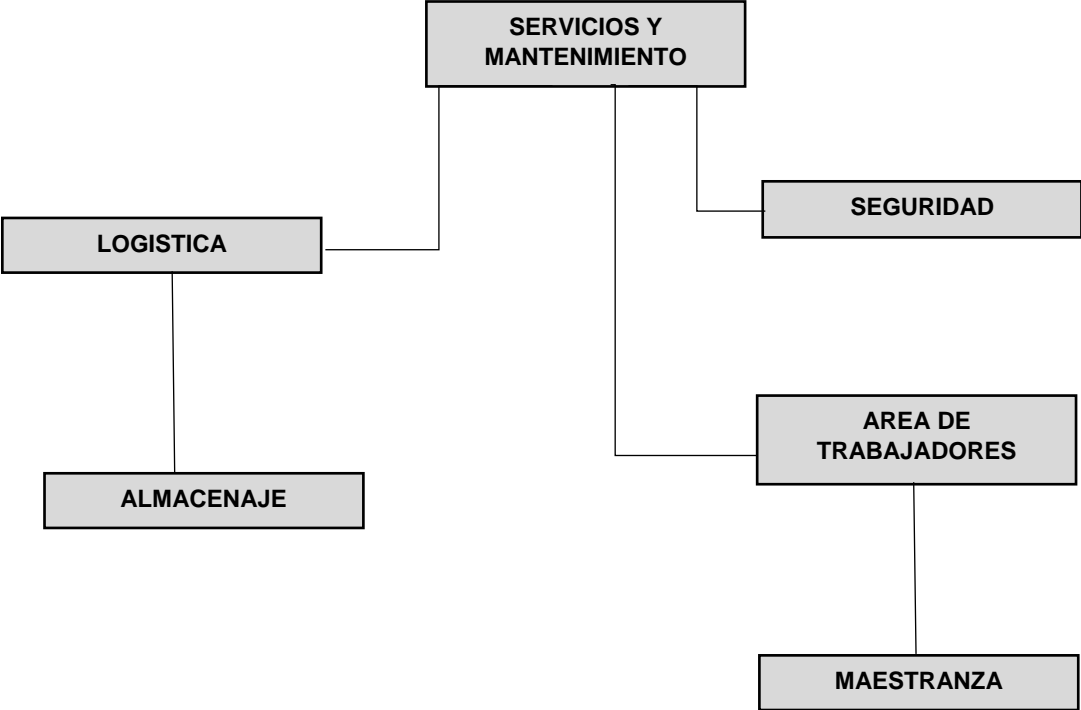 SERVICIOS Y
MANTENIMIENTO
SEGURIDAD
LOGISTICA
AREA DE
TRABAJADORES
ALMACENAJE
MAESTRANZA